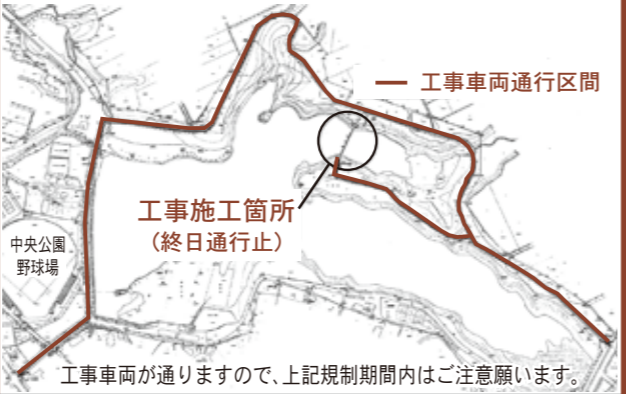 工事車両通行区間
工事施工箇所
（終日通行止）
中央公園
野球場
工事車両が通りますので、上記規制期間内はご注意願います。